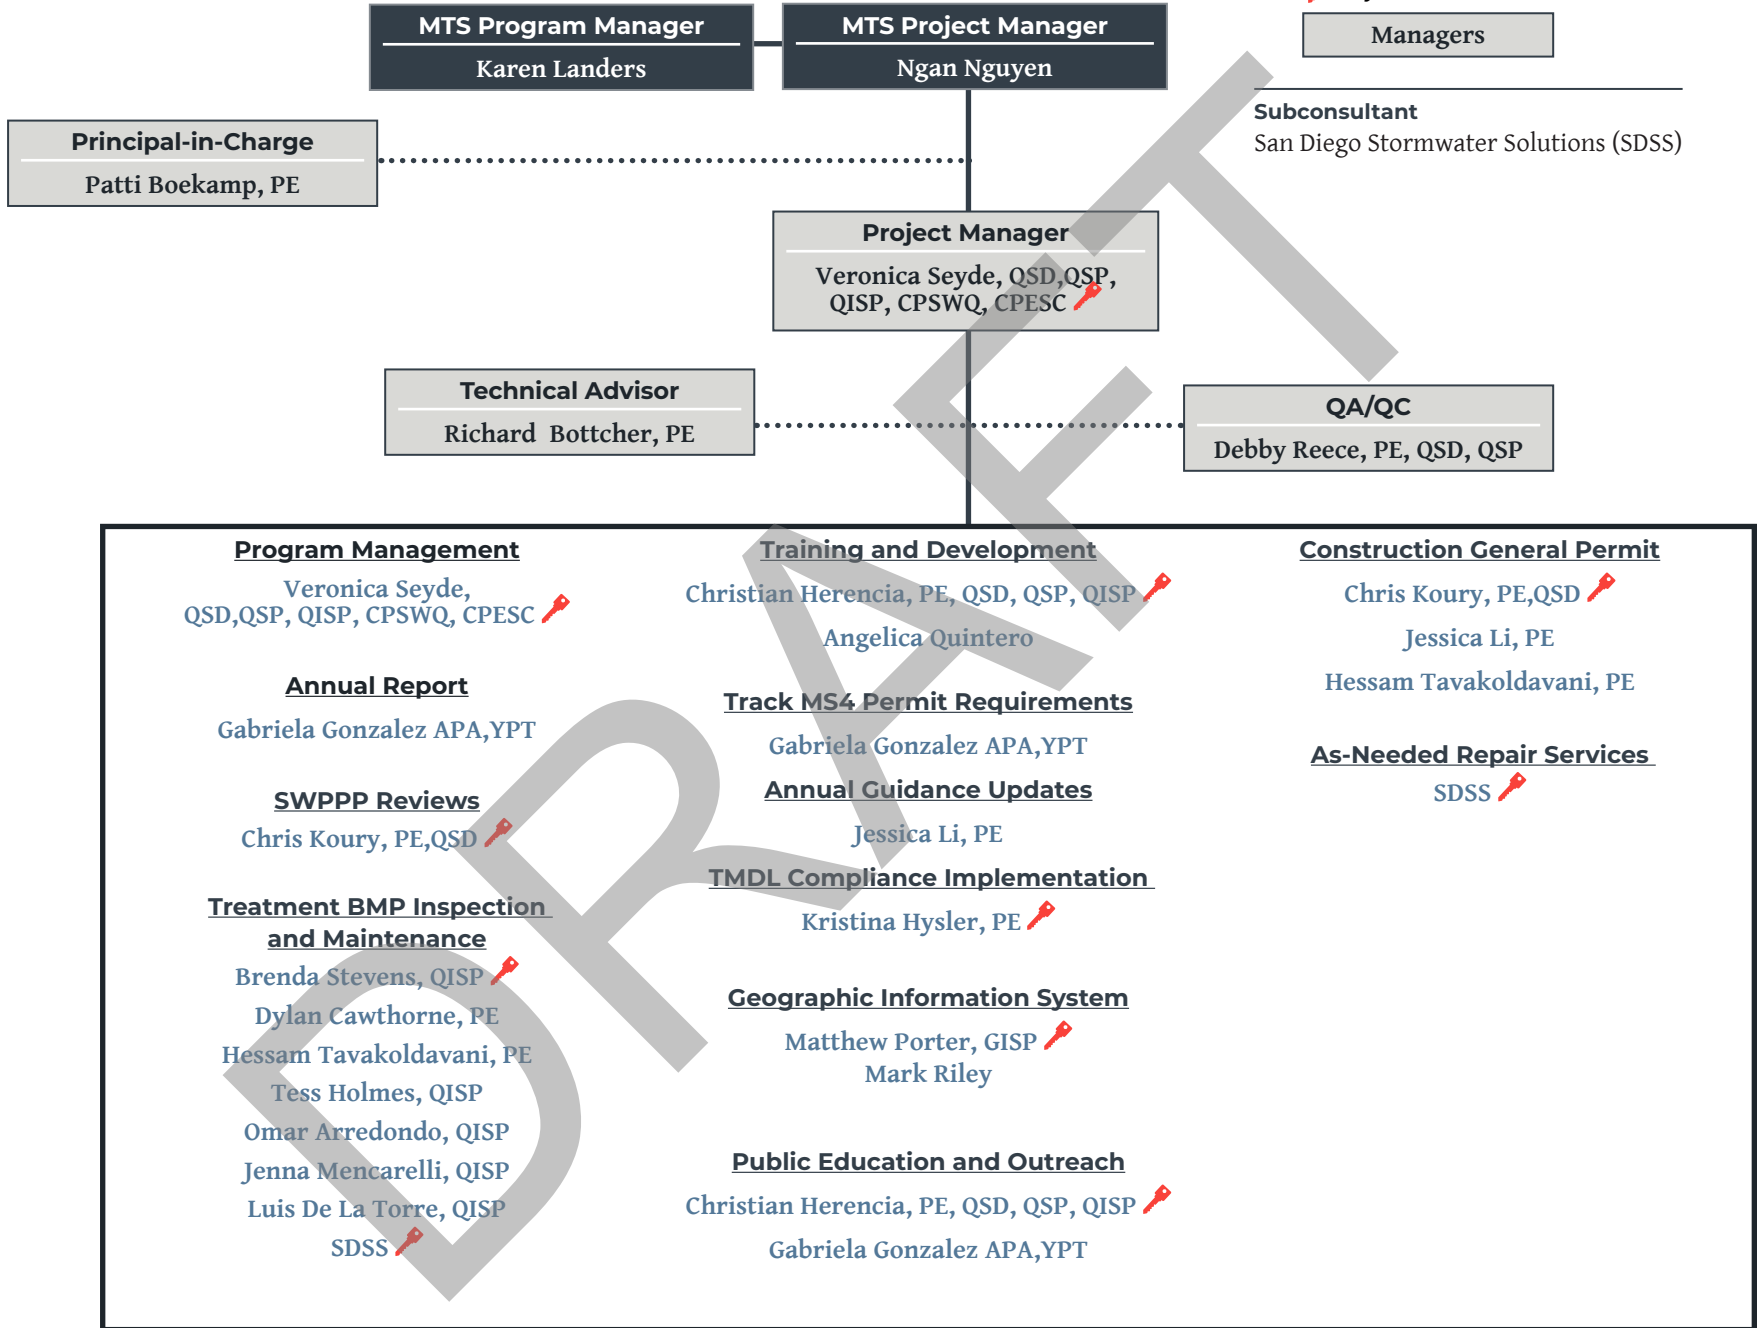 MTS Program Manager
Karen Landers
MTS Project Manager
Ngan Nguyen
Managers
Subconsultant
San Diego Stormwater Solutions (SDSS)
Principal-in-Charge
Patti Boekamp, PE
Project Manager
Veronica Seyde, QSD,QSP,
QISP, CPSWQ, CPESC
Technical Advisor
Richard  Bottcher, PE
QA/QC
Debby Reece, PE, QSD, QSP
Program Management
Veronica Seyde,
QSD,QSP, QISP, CPSWQ, CPESC
Annual Report
Gabriela Gonzalez APA,YPT
SWPPP Reviews
Chris Koury, PE,QSD
Treatment BMP Inspection
and Maintenance
Brenda Stevens, QISP
Dylan Cawthorne, PE
Hessam Tavakoldavani, PE
Tess Holmes, QISP
Omar Arredondo, QISP
Jenna Mencarelli, QISP
Luis De La Torre, QISP
SDSS
Training and Development
Christian Herencia, PE, QSD, QSP, QISP
Angelica Quintero
Track MS4 Permit Requirements
Gabriela Gonzalez APA,YPT
Annual Guidance Updates
Jessica Li, PE
TMDL Compliance Implementation
Kristina Hysler, PE
Geographic Information System
Matthew Porter, GISP
Mark Riley
Public Education and Outreach
Christian Herencia, PE, QSD, QSP, QISP
Gabriela Gonzalez APA,YPT
Construction General Permit
Chris Koury, PE,QSD
Jessica Li, PE
Hessam Tavakoldavani, PE
As-Needed Repair Services
SDSS
DRAFT